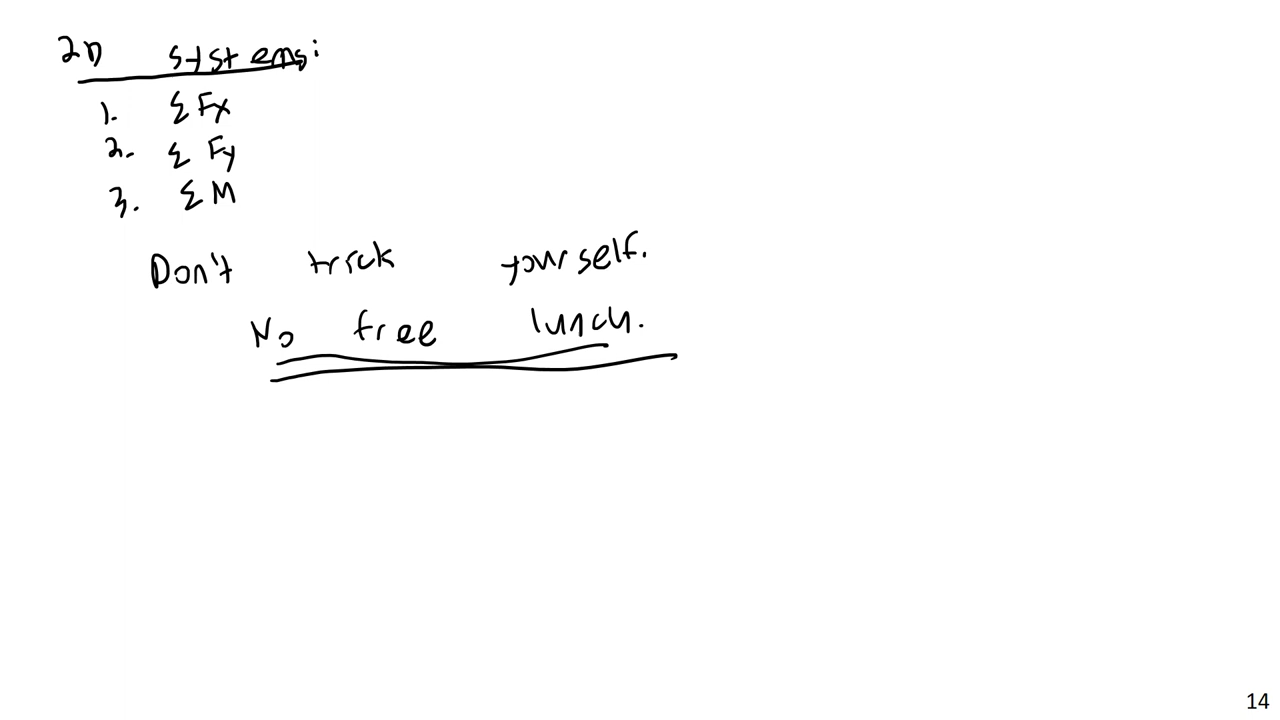 2D systems:
1. ΣFx
2. ΣFy
3. ΣM
Don't trick yourself.
No free lunch.
14